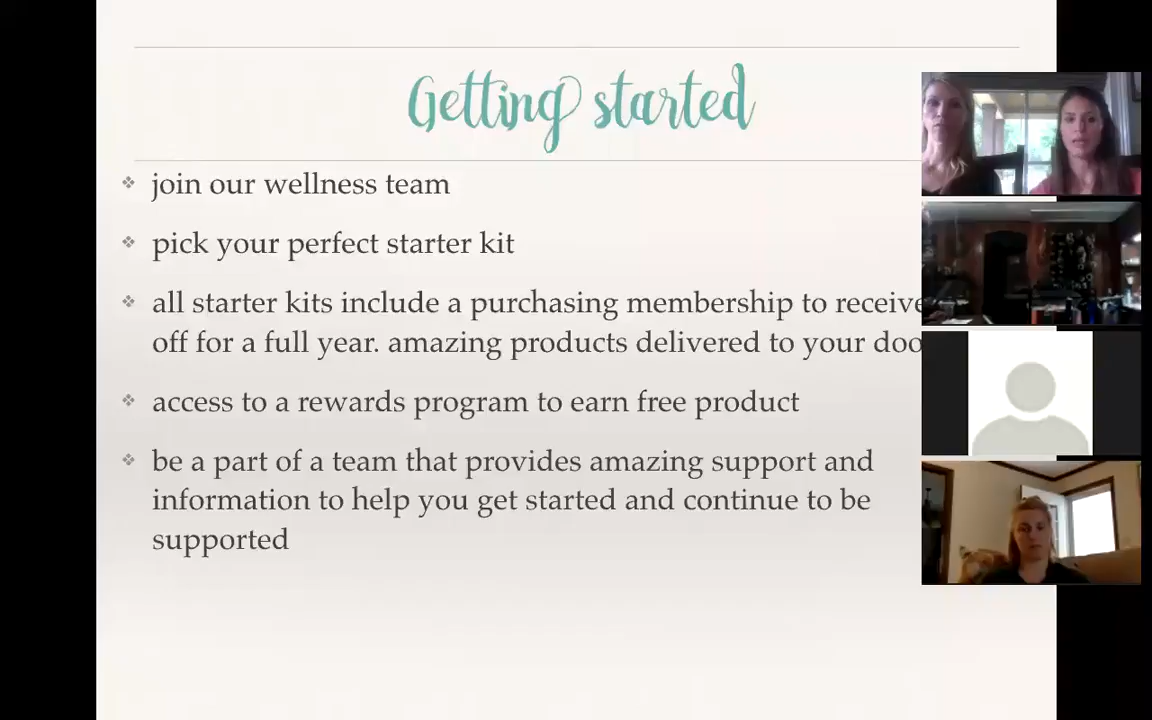 Getting started
join our wellness team
pick your perfect starter kit
all starter kits include a purchasing membership to receive
off for a full year. amazing products delivered to your
access to a rewards program to earn free product
be a part of a team that provides amazing support and
information to help you get started and continue to be
supported